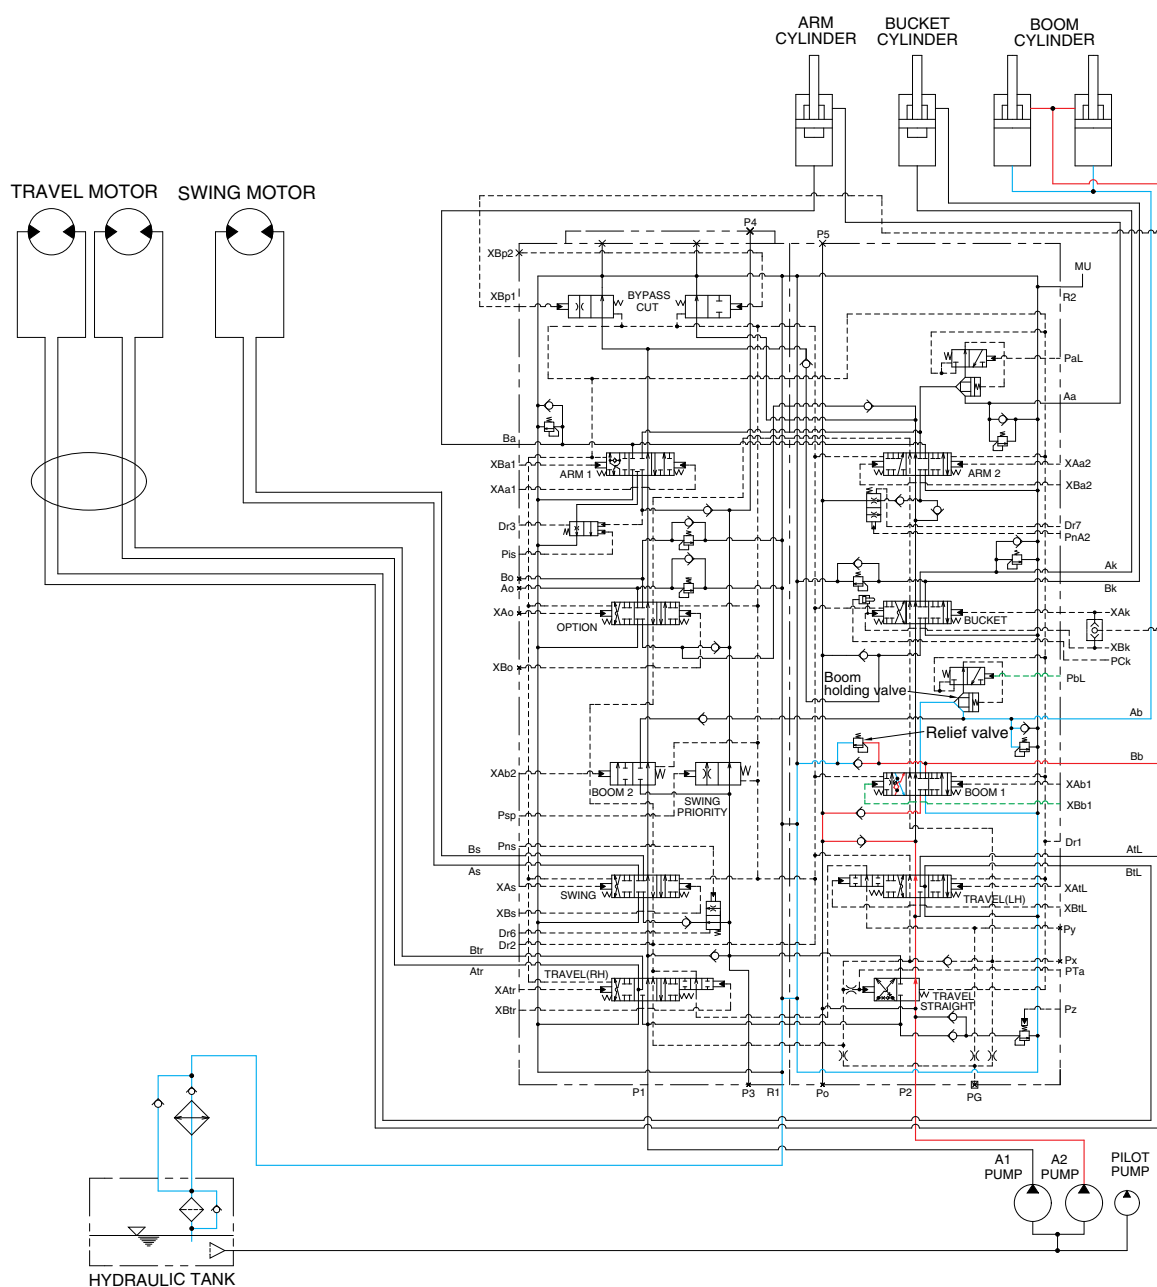 ARM
CYLINDER
BUCKET
CYLINDER
BOOM
CYLINDER
TRAVEL MOTOR
SWING MOTOR
P4
P5
XBp2
MU
XBp1
BYPASS
CUT
R2
PaL
Aa
Ba
XBa1
ARM 1
XAa2
ARM 2
XAa1
XBa2
Dr3
Dr7
PnA2
Pis
Ak
Bo
Ao
Bk
XAo
OPTION
BUCKET
XAk
XBk
XBo
PCk
PbL
Boom
holding valve
Ab
Relief valve
Bb
XAb2
BOOM 2
SWING
PRIORITY
BOOM 1
XAb1
XBb1
Psp
Pns
Dr1
Bs
AtL
As
BtL
XAs
SWING
XAtL
TRAVEL(LH)
XBs
XBtL
Dr6
Py
Dr2
Btr
Px
Atr
TRAVEL(RH)
PTa
XAtr
TRAVEL
STRAIGHT
XBtr
Pz
P1
P3
R1
Po
P2
PG
A1
PUMP
A2
PUMP
PILOT
PUMP
HYDRAULIC TANK